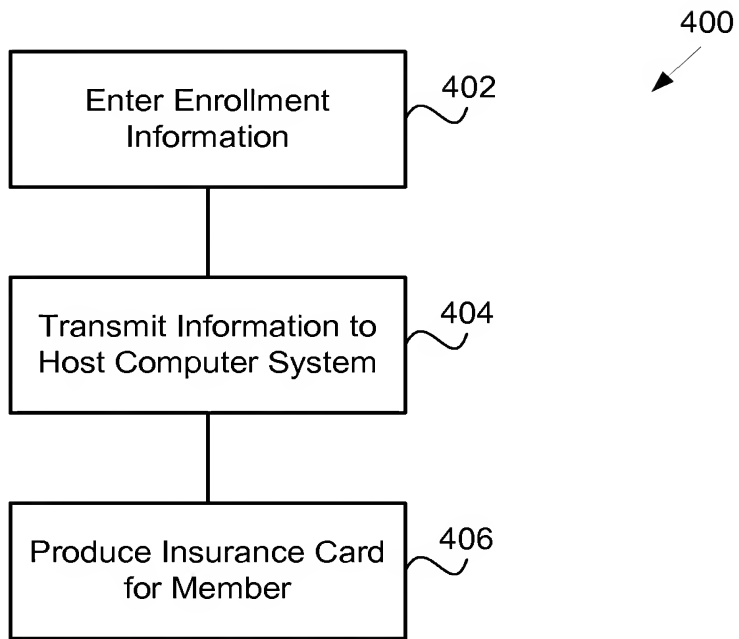 400
Enter Enrollment
Information
402
Transmit Information to
Host Computer System
404
Produce Insurance Card
for Member
406